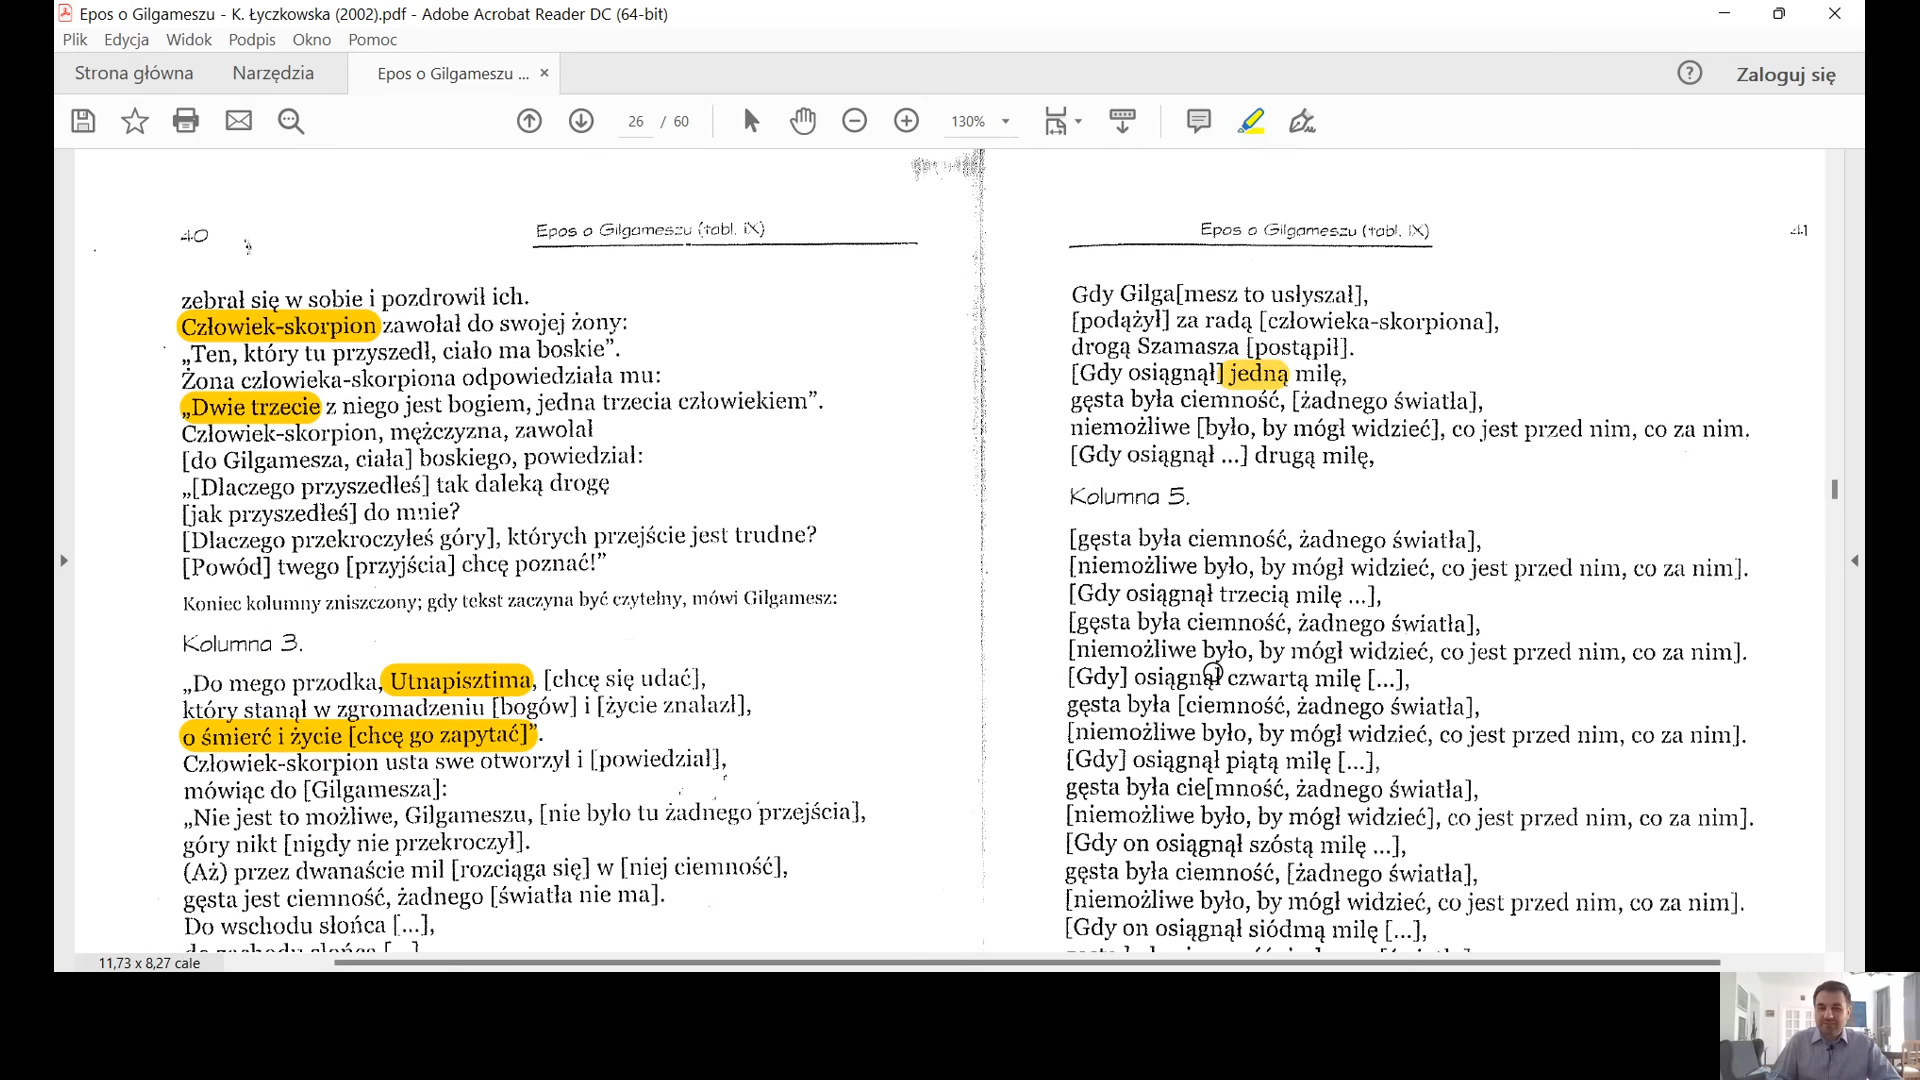 Epos o Gilgameszu - K. Łyczkowska (2002).pdf - Adobe Acrobat Reader DC (64-bit)
Plik Edycja Widok Podpis Okno Pomoc
Strona główna Narzędzia Epos o Gilgameszu ... × Zaloguj się
26 / 60 130%
40 Epos o Gilgameszu (tabl. IX)
zebrał się w sobie i pozdrowił ich.
Człowiek-skorpion zawołał do swojej żony:
„Ten, który tu przyszedł, ciało ma boskie”.
Żona człowieka-skorpiona odpowiedziała mu:
„Dwie trzecie z niego jest bogiem, jedna trzecia człowiekiem”.
Człowiek-skorpion, mężczyzna, zawołał
[do Gilgamesza, ciała] boskiego, powiedział:
„[Dlaczego przyszedłeś] tak daleką drogę
[jak przyszedłeś] do mnie?
[Dlaczego przekroczyłeś góry], których przejście jest trudne?
[Powód] twego [przyjścia] chcę poznać!”
Koniec kolumny zniszczony; gdy tekst zaczyna być czytelny, mówi Gilgamesz:
Kolumna 3.
„Do mego przodka, Utnapisztima, [chcę się udać],
który stanął w zgromadzeniu [bogów] i [życie znalazł],
o śmierć i życie [chcę go zapytać]”.
Człowiek-skorpion usta swe otworzył i [powiedział],
mówiąc do [Gilgamesza]:
„Nie jest to możliwe, Gilgameszu, [nie było tu żadnego przejścia],
góry nikt [nigdy nie przekroczył].
(Aż) przez dwanaście mil [rozciąga się] w [niej ciemność],
gęsta jest ciemność, żadnego [światła nie ma].
Do wschodu słońca [...],
do zachodu słońca [...]
Epos o Gilgameszu (tabl. IX) 41
Gdy Gilga[mesz to usłyszał],
[podążył] za radą [człowieka-skorpiona],
drogą Szamasza [postąpił].
[Gdy osiągnął] jedną milę,
gęsta była ciemność, [żadnego światła],
niemożliwe [było, by mógł widzieć], co jest przed nim, co za nim.
[Gdy osiągnął ...] drugą milę,
Kolumna 5.
[gęsta była ciemność, żadnego światła],
[niemożliwe było, by mógł widzieć, co jest przed nim, co za nim].
[Gdy osiągnął trzecią milę ...],
[gęsta była ciemność, żadnego światła],
[niemożliwe było, by mógł widzieć, co jest przed nim, co za nim].
[Gdy] osiągnął czwartą milę [...],
gęsta była [ciemność, żadnego światła],
[niemożliwe było, by mógł widzieć, co jest przed nim, co za nim].
[Gdy] osiągnął piątą milę [...],
gęsta była cie[mność, żadnego światła],
[niemożliwe było, by mógł widzieć], co jest przed nim, co za nim].
[Gdy on osiągnął szóstą milę ...],
gęsta była ciemność, [żadnego światła],
[niemożliwe było, by mógł widzieć, co jest przed nim, co za nim].
[Gdy on osiągnął siódmą milę [...],
11,73 x 8,27 cale